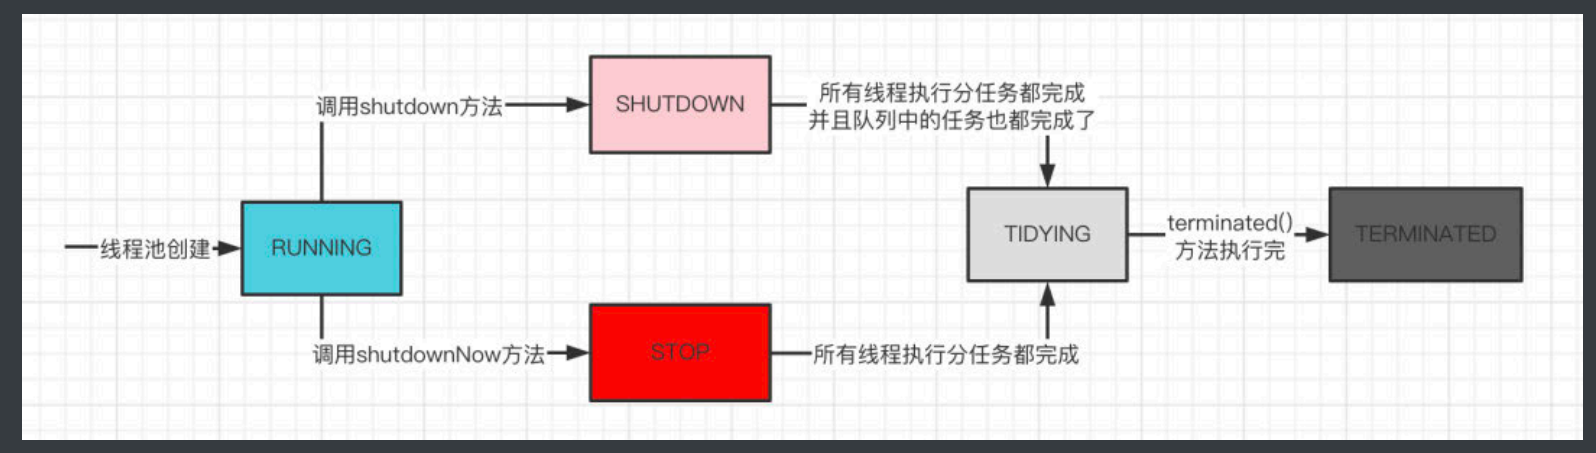 调用shutdown方法
SHUTDOWN
所有线程执行分任务都完成
并且队列中的任务也都完成了
线程池创建
RUNNING
TIDYING
terminated()
方法执行完
TERMINATED
调用shutdownNow方法
STOP
所有线程执行分任务都完成